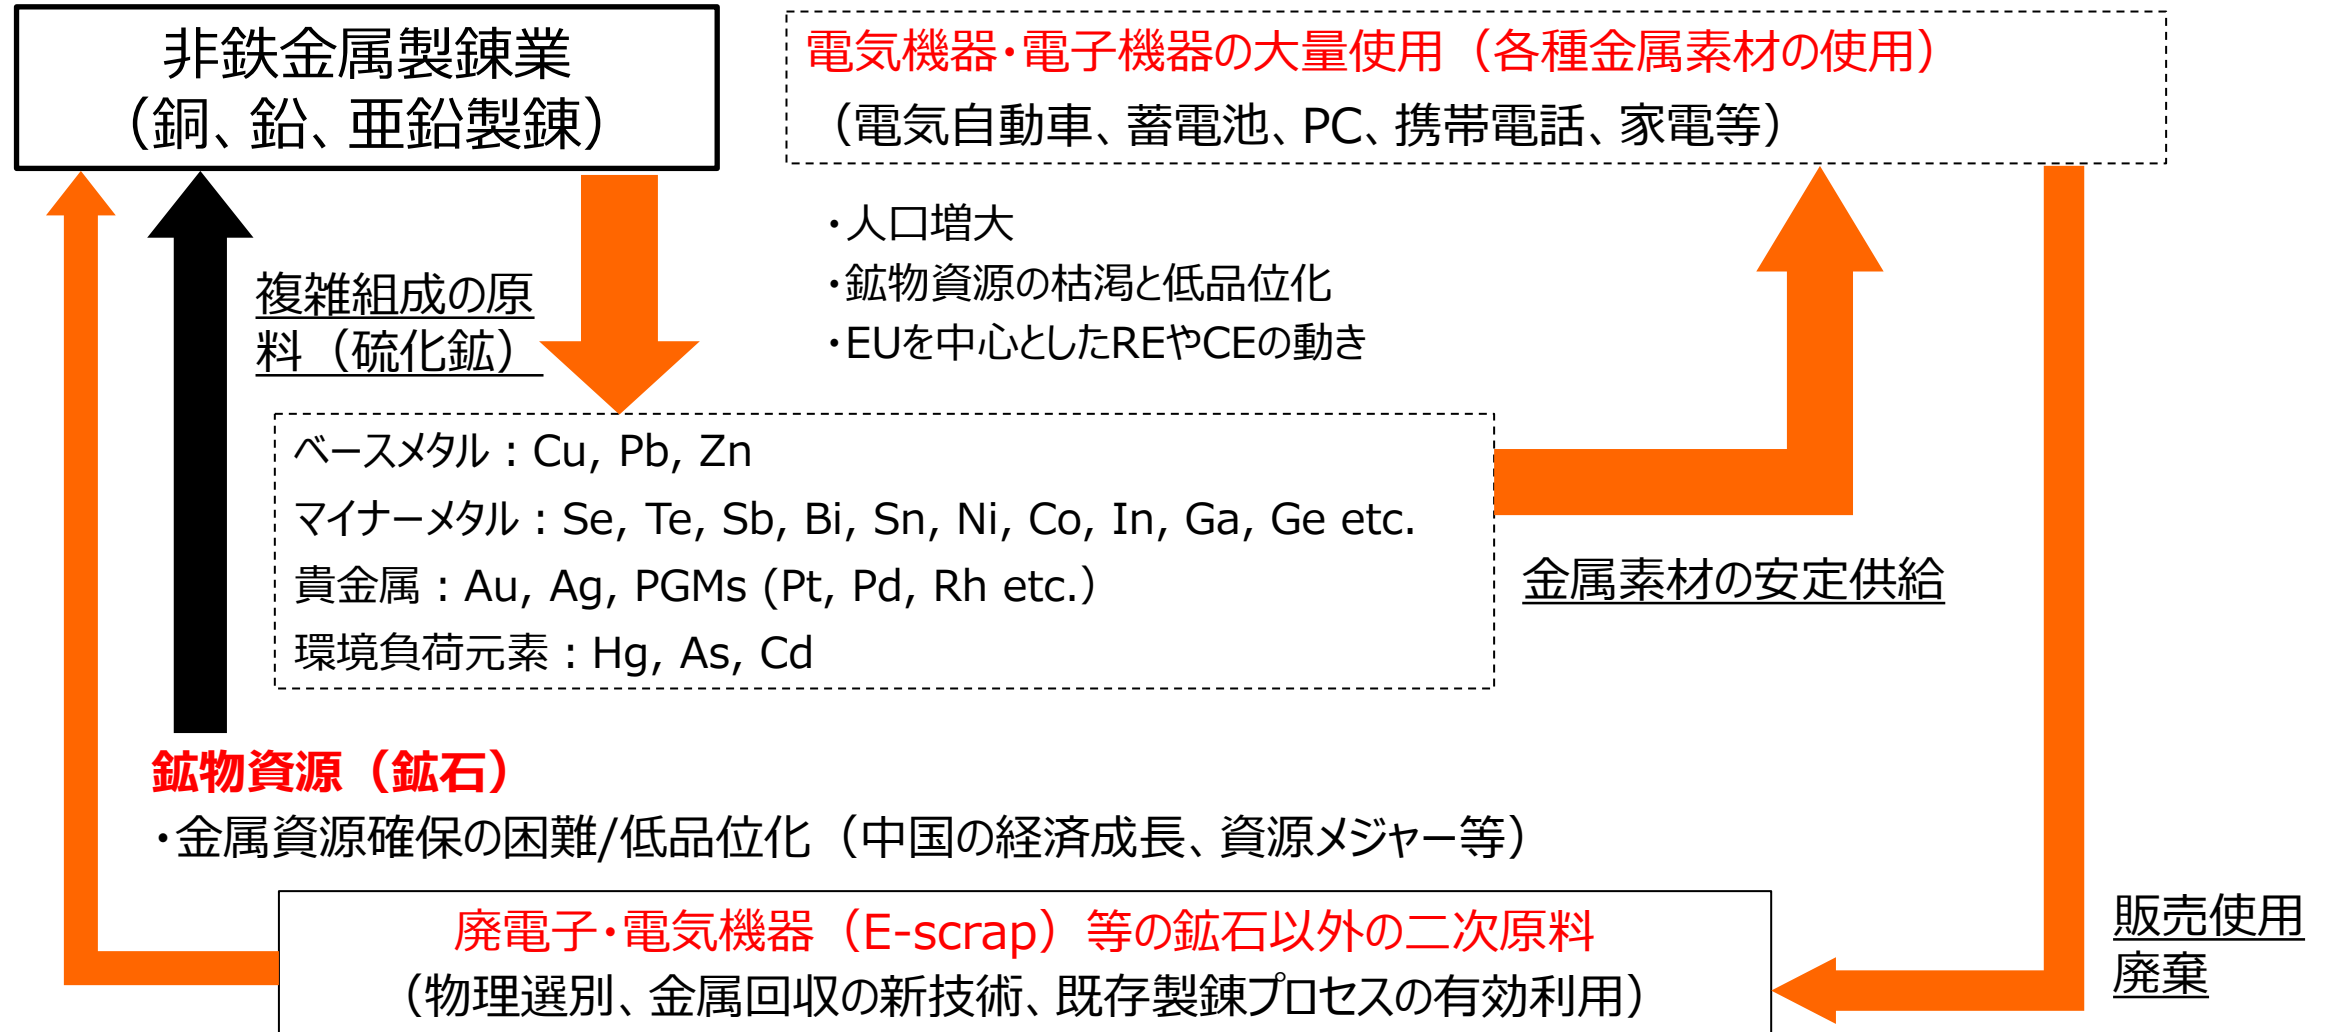 非鉄金属製錬業
（銅、鉛、亜鉛製錬）
電気機器・電子機器の大量使用（各種金属素材の使用）
（電気自動車、蓄電池、PC、携帯電話、家電等）
・人口増大
・鉱物資源の枯渇と低品位化
・EUを中心としたREやCEの動き
複雑組成の原
料（硫化鉱）
ベースメタル：Cu, Pb, Zn
マイナーメタル：Se, Te, Sb, Bi, Sn, Ni, Co, In, Ga, Ge etc.
貴金属：Au, Ag, PGMs (Pt, Pd, Rh etc.）
環境負荷元素：Hg, As, Cd
金属素材の安定供給
鉱物資源（鉱石）
・金属資源確保の困難/低品位化（中国の経済成長、資源メジャー等）
廃電子・電気機器（E-scrap）等の鉱石以外の二次原料
（物理選別、金属回収の新技術、既存製錬プロセスの有効利用）
販売使用
廃棄